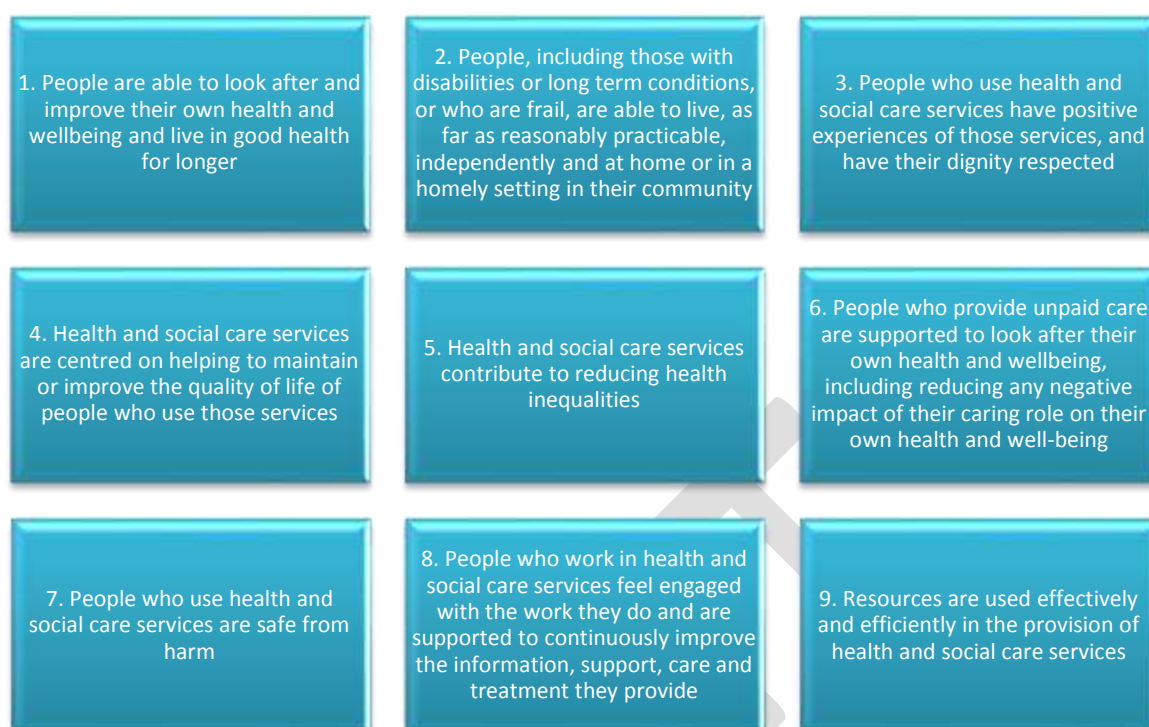 1. People are able to look after and
improve their own health and
wellbeing and live in good health
for longer
2. People, including those with
disabilities or long term conditions,
or who are frail, are able to live, as
far as reasonably practicable,
independently and at home or in a
homely setting in their community
3. People who use health and
social care services have positive
experiences of those services, and
have their dignity respected
4. Health and social care services
are centred on helping to maintain
or improve the quality of life of
people who use those services
5. Health and social care services
contribute to reducing health
inequalities
6. People who provide unpaid care
are supported to look after their
own health and wellbeing,
including reducing any negative
impact of their caring role on their
own health and well-being
7. People who use health and
social care services are safe from
harm
8. People who work in health and
social care services feel engaged
with the work they do and are
supported to continuously improve
the information, support, care and
treatment they provide
9. Resources are used effectively
and efficiently in the provision of
health and social care services